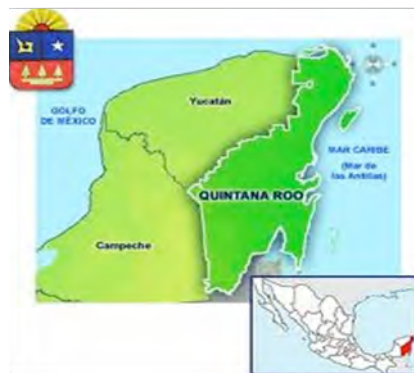 GOLFO
DE MÉXICO
Yucatán
MAR CARIBE
(Mar de
las Antillas)
QUINTANA ROO
Campeche